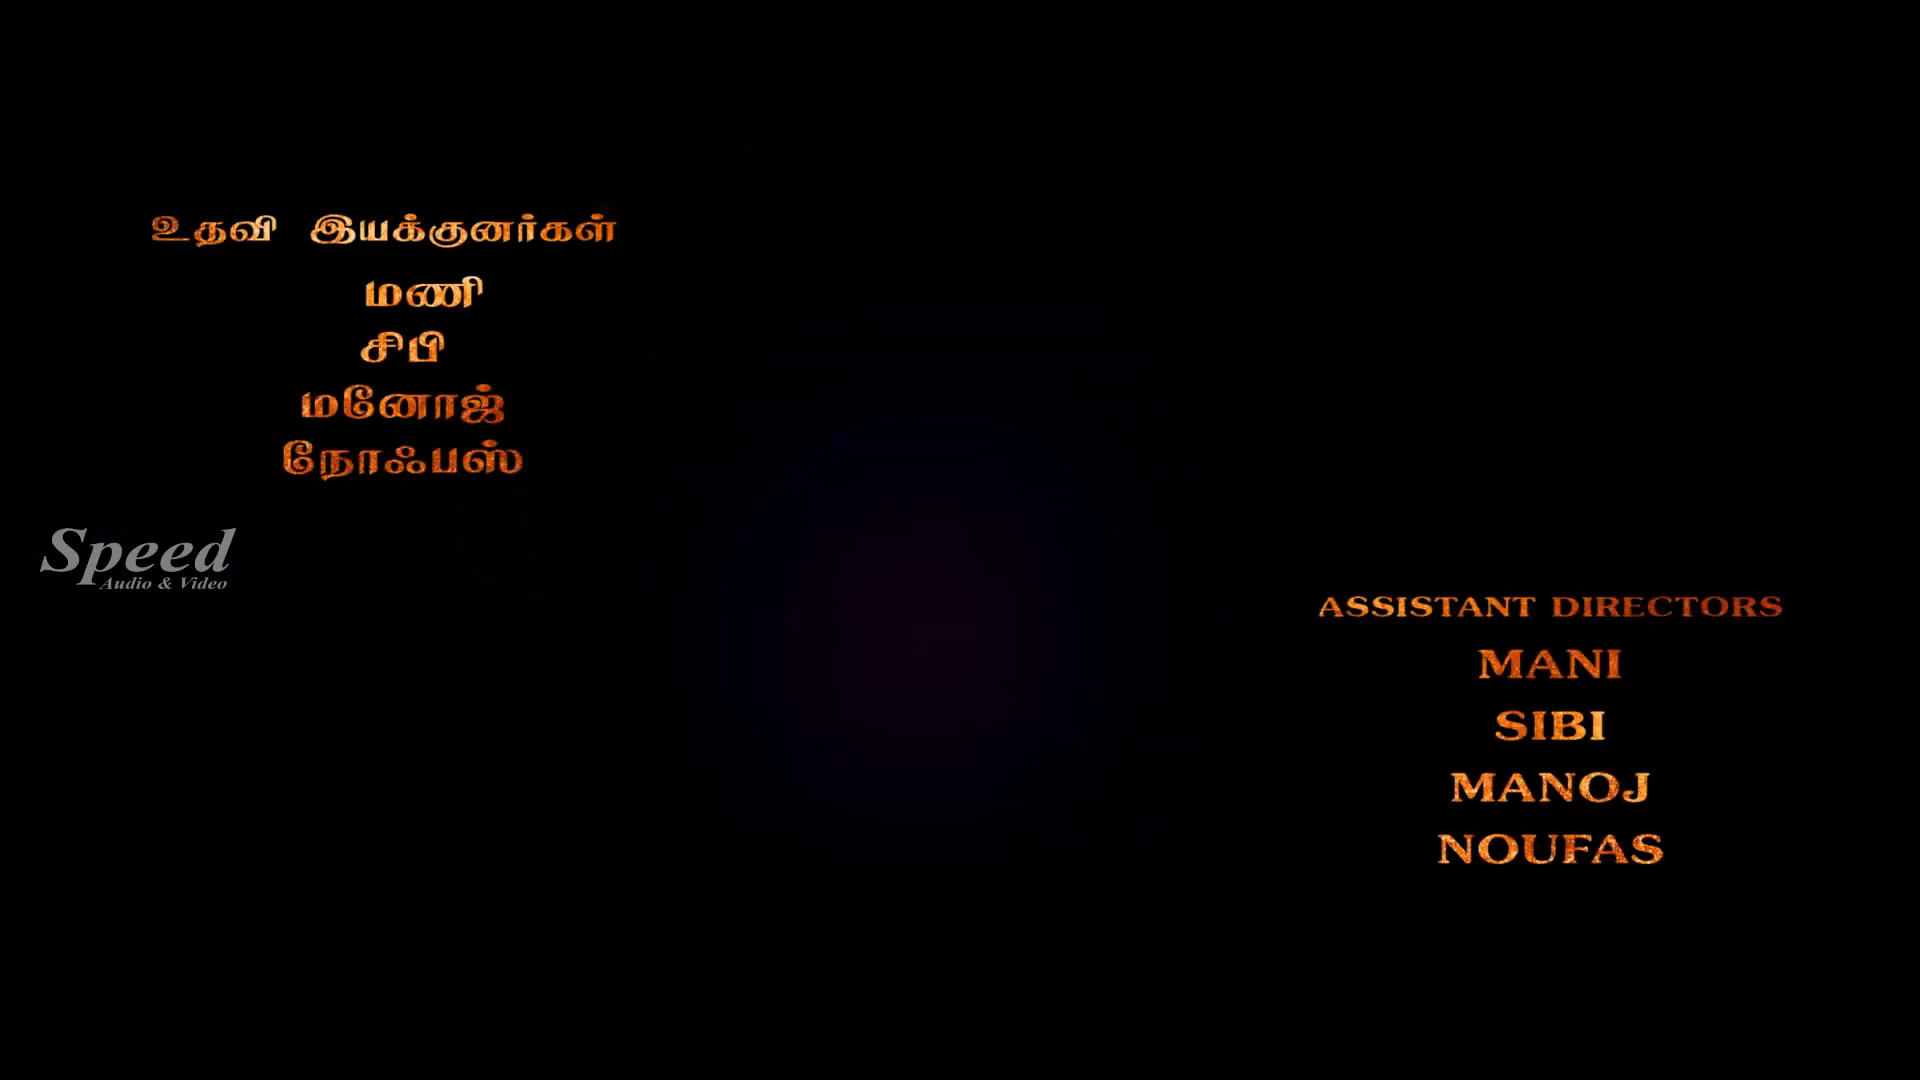 உதவி இயக்குனர்கள்
மணி
சிபி
மனோஜ்
நோஃபஸ்
Speed
Audio & Video
ASSISTANT DIRECTORS
MANI
SIBI
MANOJ
NOUFAS